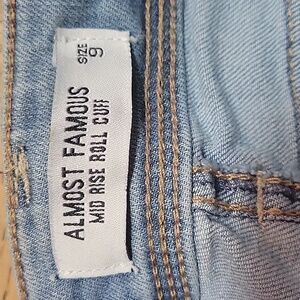 ALMOST FAMOUS
MID RISE ROLL CUFF
SIZE
9